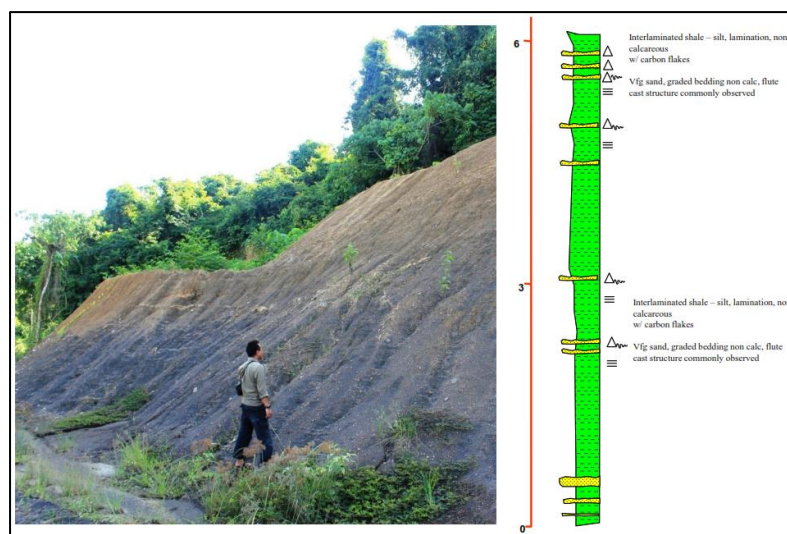 6
Interlaminated shale – silt, lamination, non
calcareous
w/ carbon flakes
Vfg sand, graded bedding non calc, flute
cast structure commonly observed
3
Interlaminated shale – silt, lamination, non
calcareous
w/ carbon flakes
Vfg sand, graded bedding non calc, flute
cast structure commonly observed
0